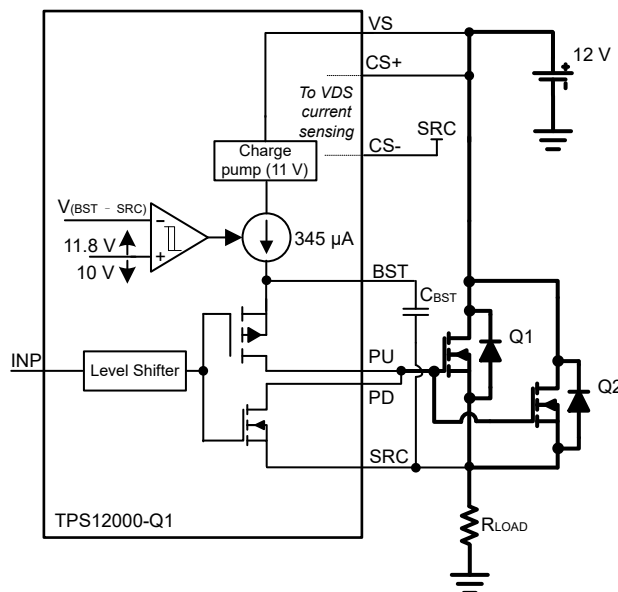 VS
CS+
12 V
To VDS
current
sensing
SRC
CS-
Charge
pump (11 V)
V(BST - SRC)
345 µA
11.8 V
10 V
BST
CBST
Q1
INP
Level Shifter
PU
PD
Q2
SRC
RLOAD
TPS12000-Q1